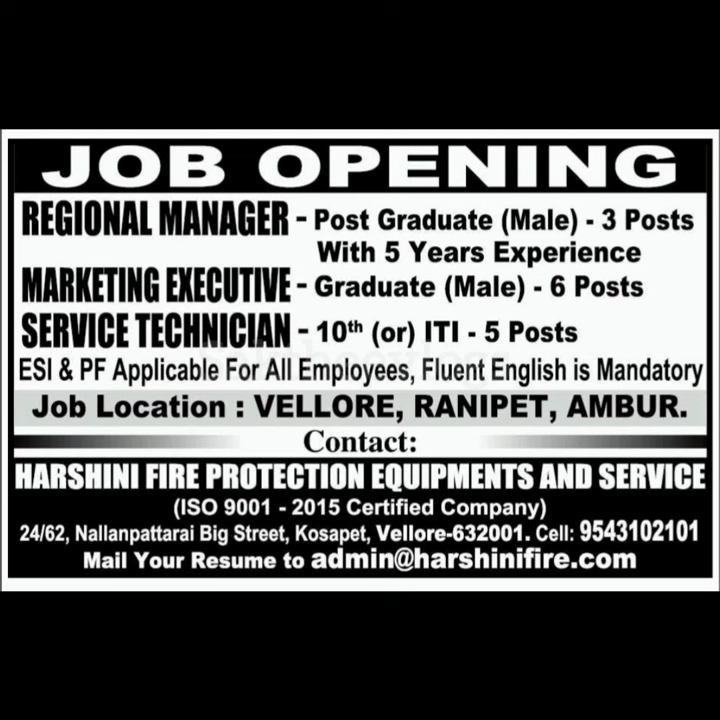 JOB OPENING
REGIONAL MANAGER - Post Graduate (Male) - 3 Posts
With 5 Years Experience
MARKETING EXECUTIVE - Graduate (Male) - 6 Posts
SERVICE TECHNICIAN - 10th (or) ITI - 5 Posts
ESI & PF Applicable For All Employees, Fluent English is Mandatory
Job Location : VELLORE, RANIPET, AMBUR.
Contact:
HARSHINI FIRE PROTECTION EQUIPMENTS AND SERVICE
(ISO 9001 - 2015 Certified Company)
24/62, Nallanpattarai Big Street, Kosapet, Vellore-632001. Cell: 9543102101
Mail Your Resume to admin@harshinifire.com